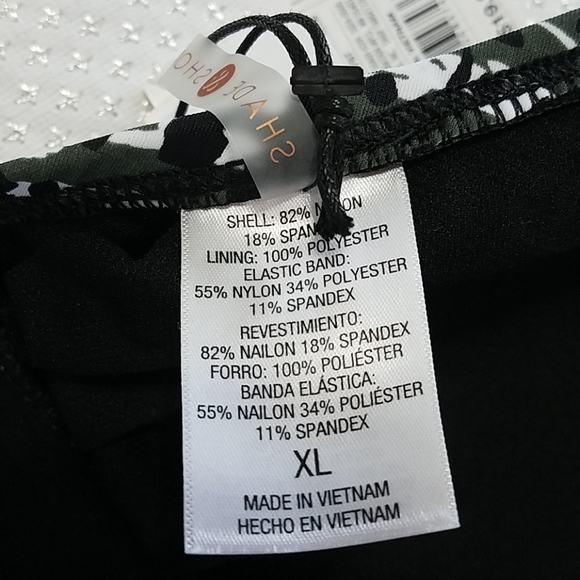 SHADE & SHO
SHELL: 82% NYLON
18% SPANDEX
LINING: 100% POLYESTER
ELASTIC BAND:
55% NYLON 34% POLYESTER
11% SPANDEX
REVESTIMIENTO:
82% NAILON 18% SPANDEX
FORRO: 100% POLIÉSTER
BANDA ELÁSTICA:
55% NAILON 34% POLIÉSTER
11% SPANDEX
XL
MADE IN VIETNAM
HECHO EN VIETNAM